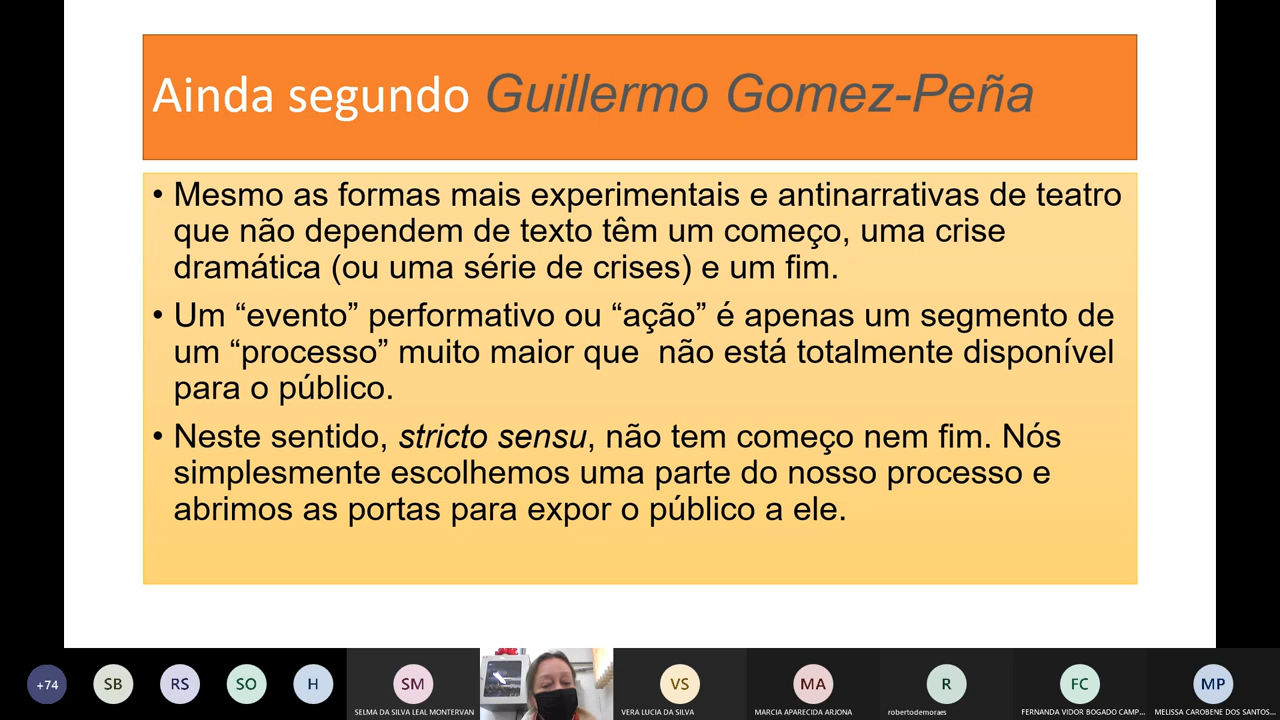 Ainda segundo Guillermo Gomez-Peña
• Mesmo as formas mais experimentais e antinarrativas de teatro
que não dependem de texto têm um começo, uma crise
dramática (ou uma série de crises) e um fim.
• Um “evento” performativo ou “ação” é apenas um segmento de
um “processo” muito maior que  não está totalmente disponível
para o público.
• Neste sentido, stricto sensu, não tem começo nem fim. Nós
simplesmente escolhemos uma parte do nosso processo e
abrimos as portas para expor o público a ele.
+74 SB RS SO H SM VS MA R FC MP
SELMA DA SILVA LEAL MONTERVAN VERA LUCIA DA SILVA MARCIA APARECIDA ARJONA robertodemoraes FERNANDA VIDOR BOGADO CAMP... MELISSA CAROBENE DOS SANTOS...